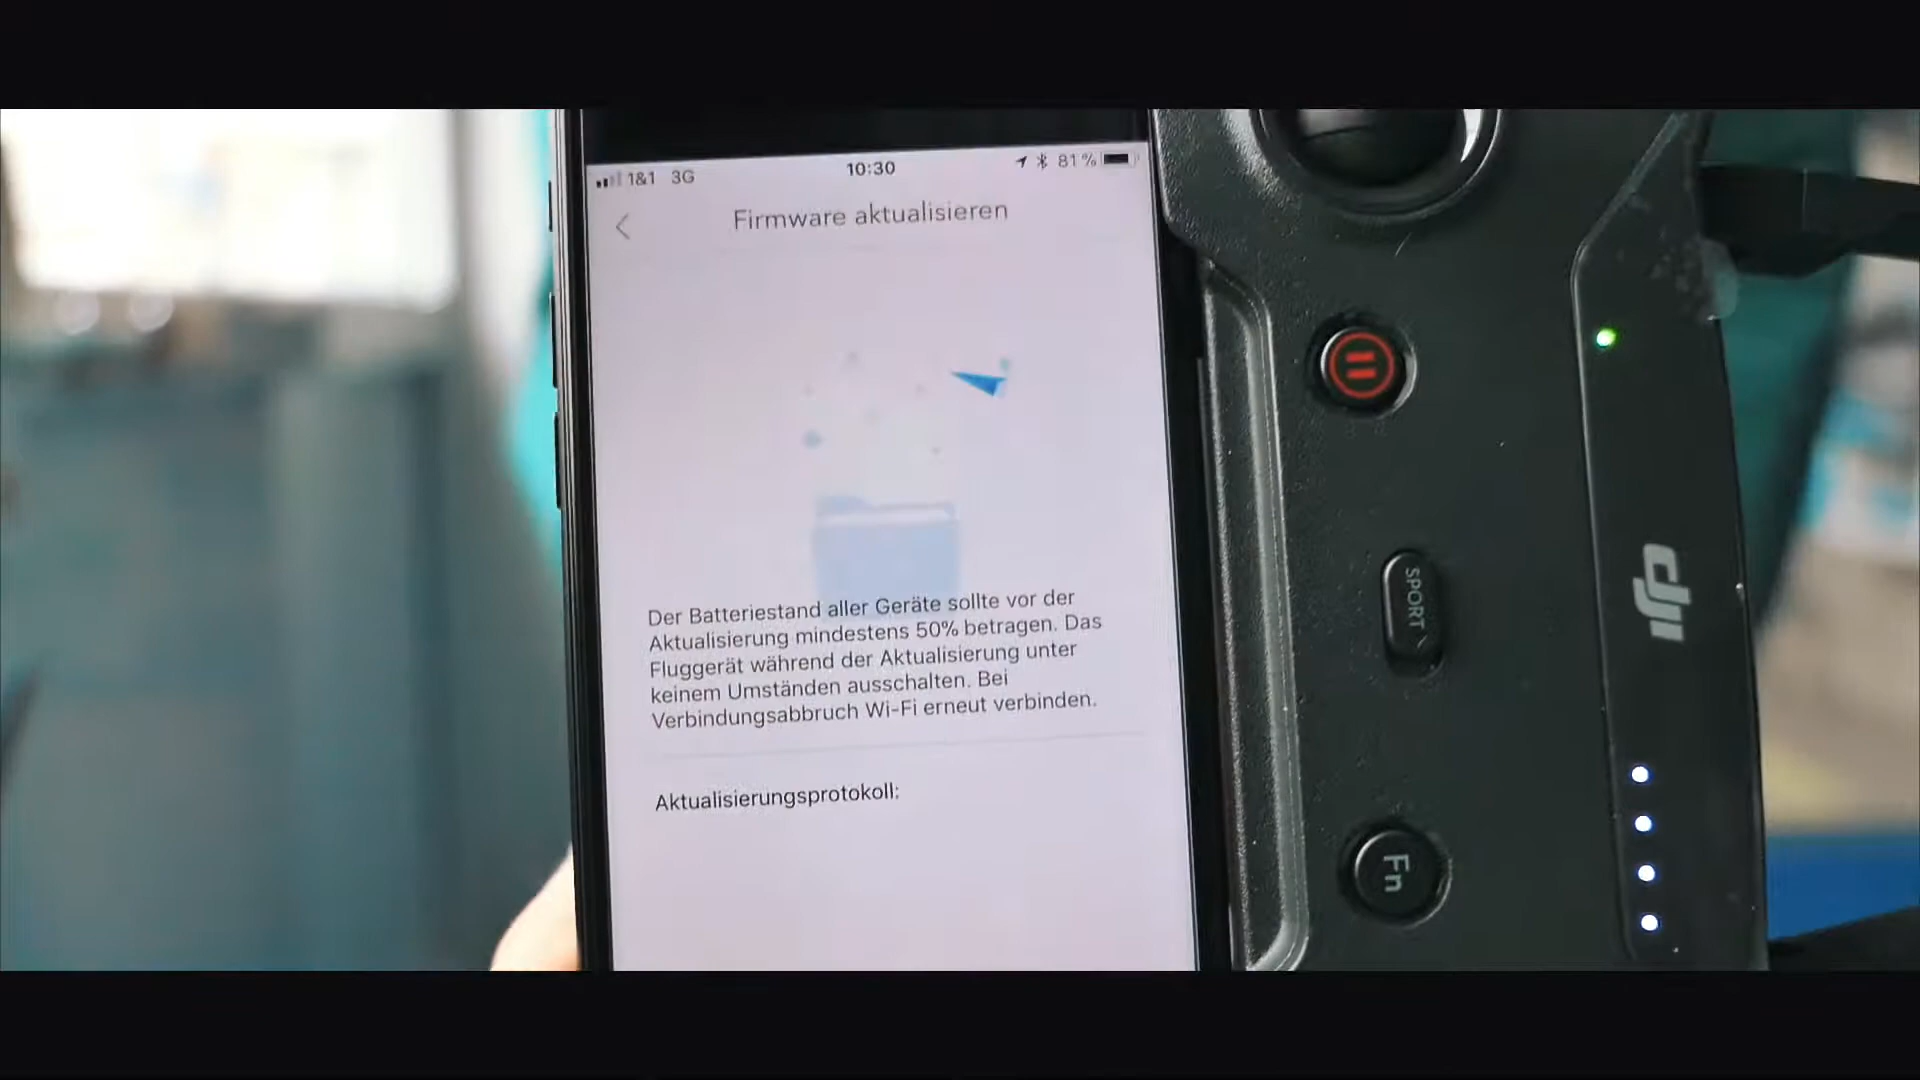 1&1 3G 10:30 81%
Firmware aktualisieren
Der Batteriestand aller Geräte sollte vor der
Aktualisierung mindestens 50% betragen. Das
Fluggerät während der Aktualisierung unter
keinem Umständen ausschalten. Bei
Verbindungsabbruch Wi-Fi erneut verbinden.
Aktualisierungsprotokoll:
SPORT
Fn
dji